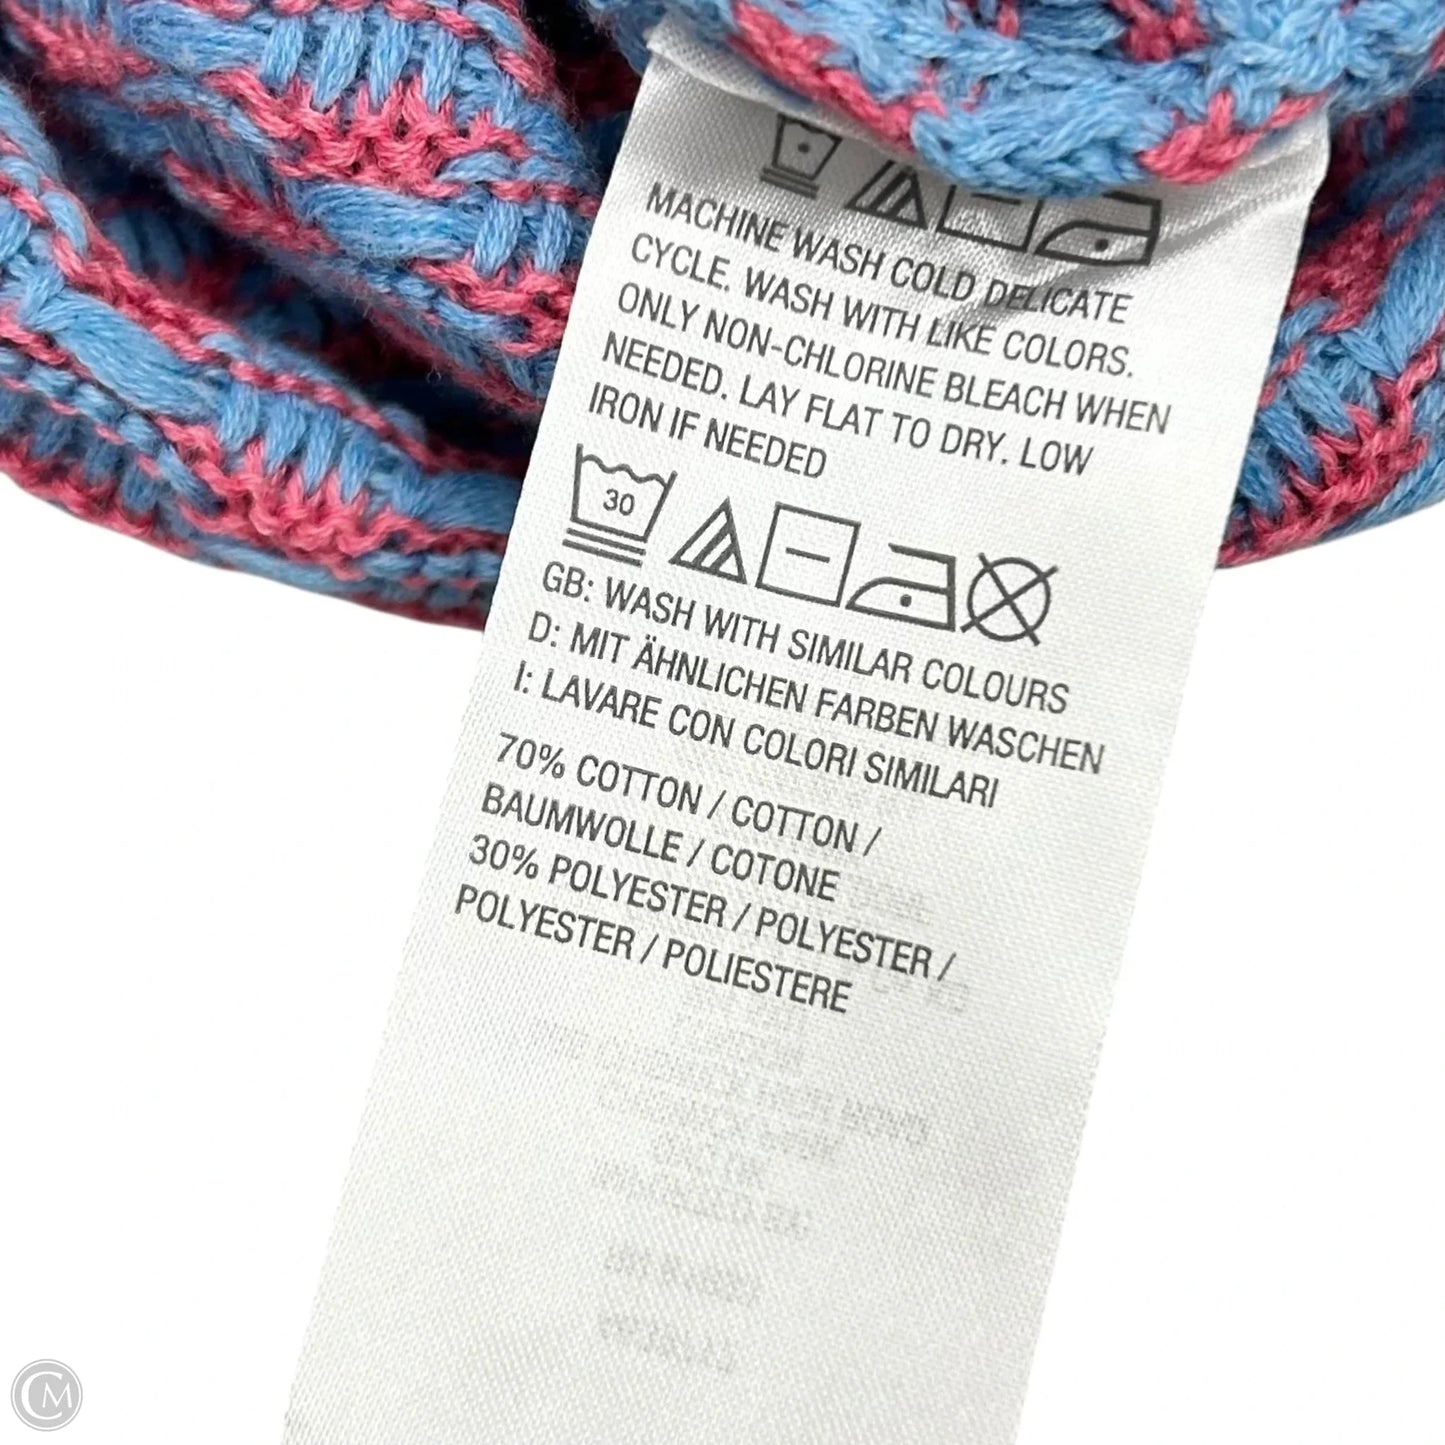 MACHINE WASH COLD DELICATE
CYCLE. WASH WITH LIKE COLORS.
ONLY NON-CHLORINE BLEACH WHEN
NEEDED. LAY FLAT TO DRY. LOW
IRON IF NEEDED
30
GB: WASH WITH SIMILAR COLOURS
D: MIT ÄHNLICHEN FARBEN WASCHEN
I: LAVARE CON COLORI SIMILARI
70% COTTON / COTTON /
BAUMWOLLE / COTONE
30% POLYESTER / POLYESTER /
POLYESTER / POLIESTERE
CM